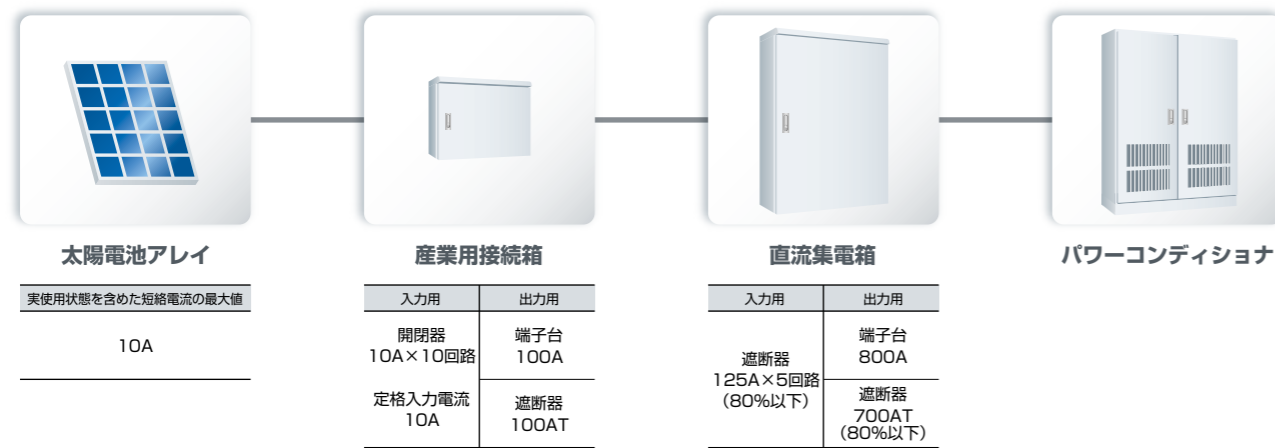 太陽電池アレイ
産業用接続箱
直流集電箱
パワーコンディショナ
実使用状態を含めた短絡電流の最大値
10A
入力用
出力用
開閉器
10A×10回路
定格入力電流
10A
端子台
100A
遮断器
100AT
入力用
出力用
遮断器
125A×5回路
（80%以下）
端子台
800A
遮断器
700AT
（80%以下）